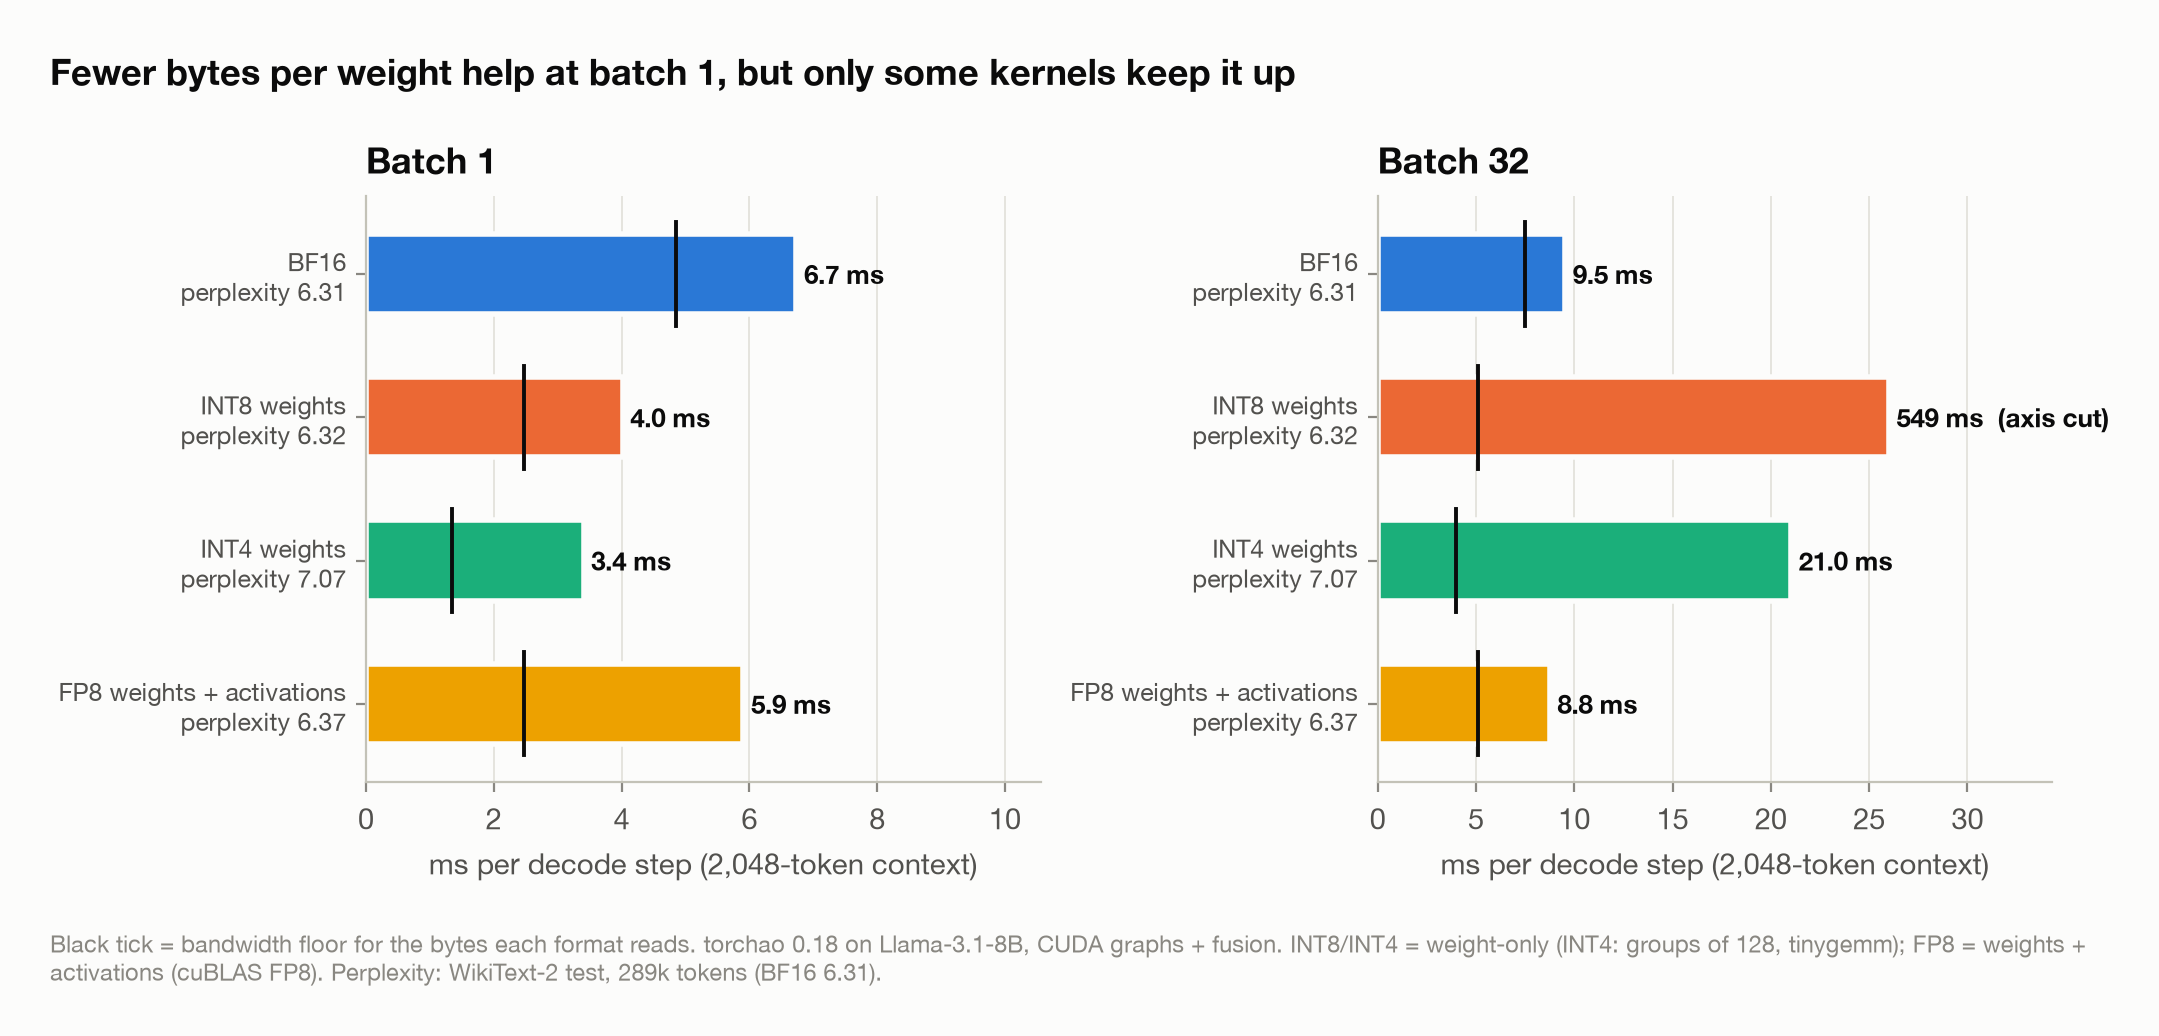 Fewer bytes per weight help at batch 1, but only some kernels keep it up
Batch 1
BF16
perplexity 6.31
6.7 ms
INT8 weights
perplexity 6.32
4.0 ms
INT4 weights
perplexity 7.07
3.4 ms
FP8 weights + activations
perplexity 6.37
5.9 ms
0 2 4 6 8 10
ms per decode step (2,048-token context)
Batch 32
BF16
perplexity 6.31
9.5 ms
INT8 weights
perplexity 6.32
549 ms (axis cut)
INT4 weights
perplexity 7.07
21.0 ms
FP8 weights + activations
perplexity 6.37
8.8 ms
0 5 10 15 20 25 30
ms per decode step (2,048-token context)
Black tick = bandwidth floor for the bytes each format reads. torchao 0.18 on Llama-3.1-8B, CUDA graphs + fusion. INT8/INT4 = weight-only (INT4: groups of 128, tinygemm); FP8 = weights +
activations (cuBLAS FP8). Perplexity: WikiText-2 test, 289k tokens (BF16 6.31).